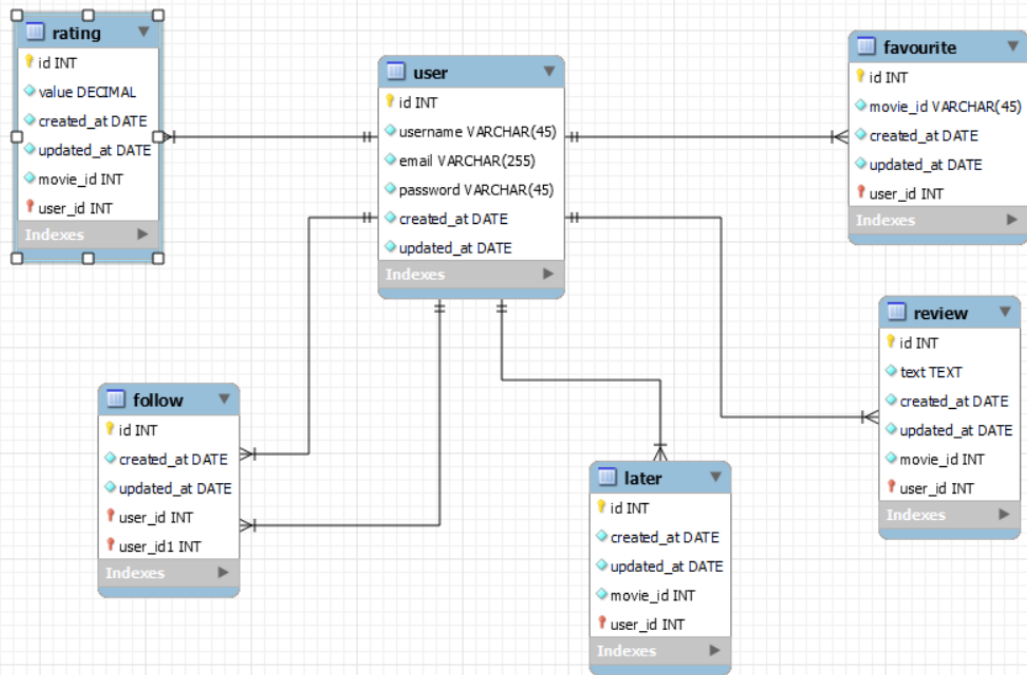 rating
id INT
value DECIMAL
created_at DATE
updated_at DATE
movie_id INT
user_id INT
Indexes
user
id INT
username VARCHAR(45)
email VARCHAR(255)
password VARCHAR(45)
created_at DATE
updated_at DATE
Indexes
favourite
id INT
movie_id VARCHAR(45)
created_at DATE
updated_at DATE
user_id INT
Indexes
follow
id INT
created_at DATE
updated_at DATE
user_id INT
user_id1 INT
Indexes
later
id INT
created_at DATE
updated_at DATE
movie_id INT
user_id INT
Indexes
review
id INT
text TEXT
created_at DATE
updated_at DATE
movie_id INT
user_id INT
Indexes